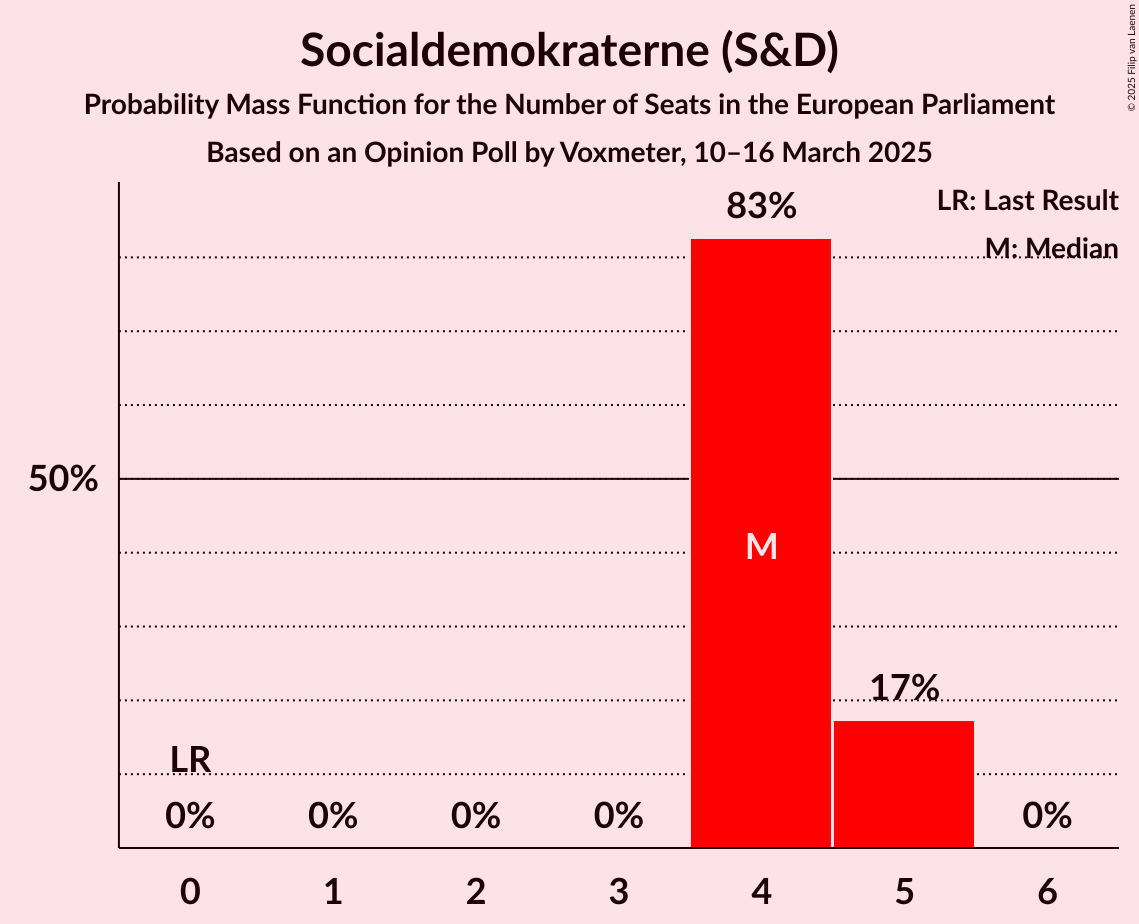 Socialdemokraterne (S&D)
Probability Mass Function for the Number of Seats in the European Parliament
Based on an Opinion Poll by Voxmeter, 10–16 March 2025
© 2025 Filip van Laenen
LR: Last Result
M: Median
83%
50%
M
17%
LR
0% 0% 0% 0% 0%
0 1 2 3 4 5 6